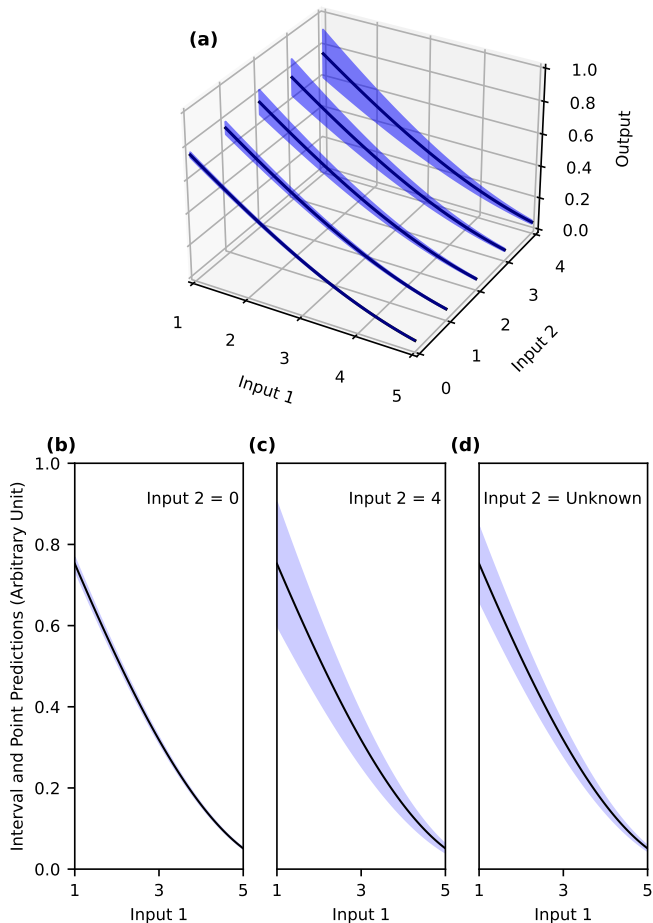 (a)
1.0
0.8
0.6
0.4
0.2
0.0
Output
4
3
2
1
0
Input 2
1
2
3
4
5
Input 1
(b)
(c)
(d)
Interval and Point Predictions (Arbitrary Unit)
1.0
0.8
0.6
0.4
0.2
0.0
Input 2 = 0
Input 2 = 4
Input 2 = Unknown
1 3 5
1 3 5
1 3 5
Input 1
Input 1
Input 1